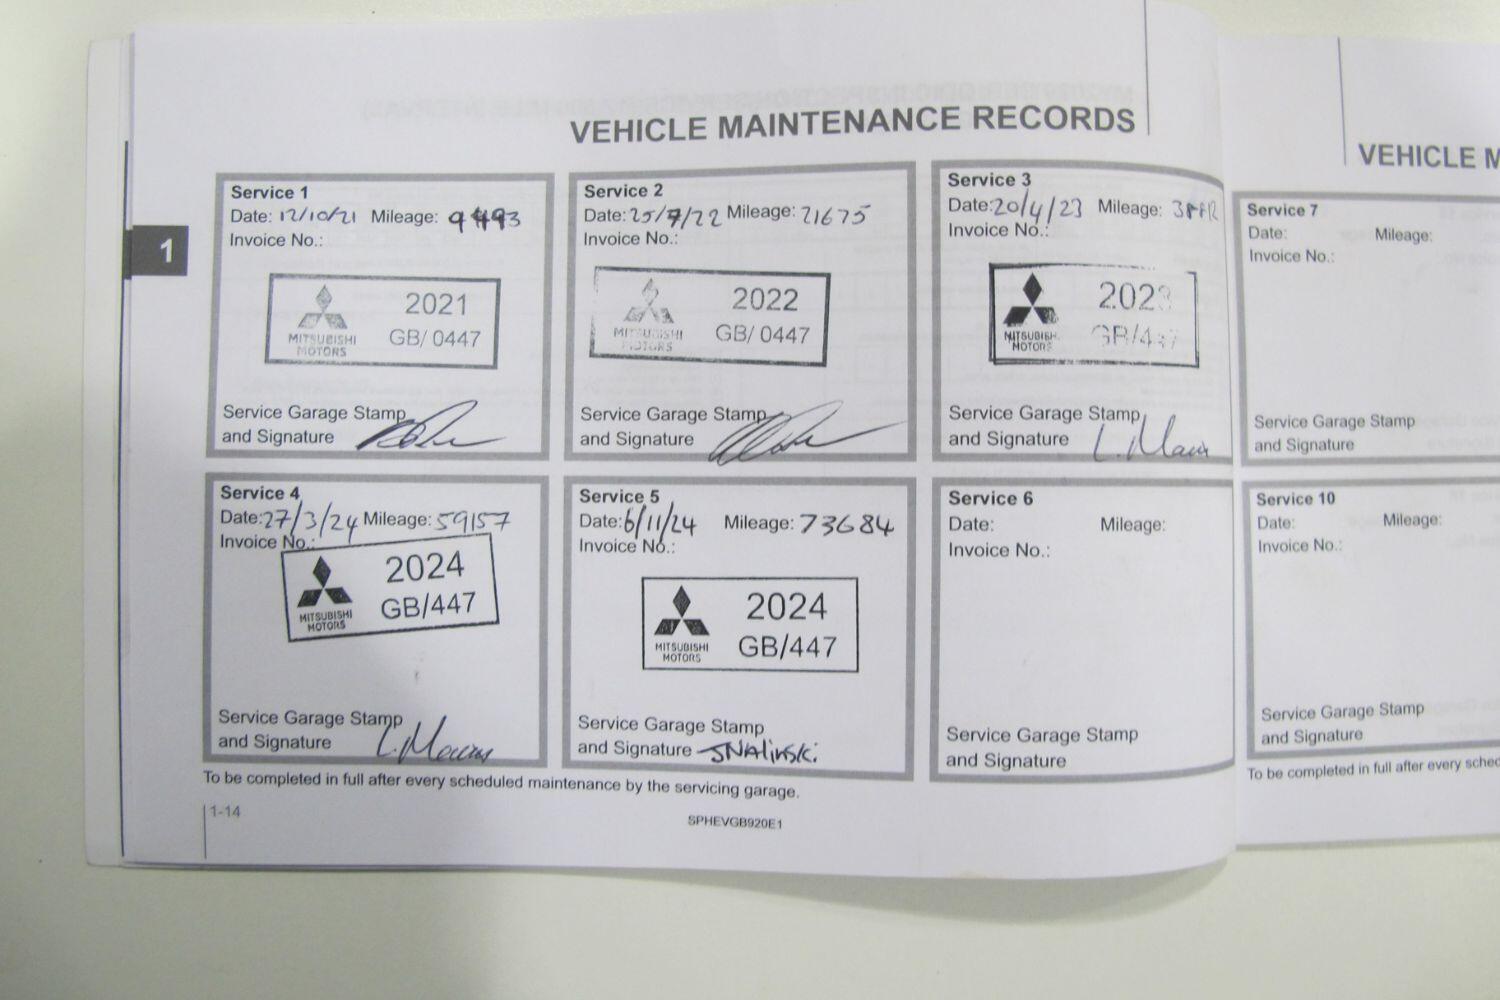 VEHICLE MAINTENANCE RECORDS
1
Service 1
Date: 12/10/21 Mileage:
Invoice No.:
2021
GB/ 0447
MITSUBISHI
MOTORS
Service Garage Stamp
and Signature
Service 2
Date: 25/7/22 Mileage: 21675
Invoice No.:
2022
GB/ 0447
MITSUBISHI
MOTORS
Service Garage Stamp
and Signature
Service 3
Date: 20/4/23 Mileage:
Invoice No.:
2023
GB/447
MITSUBISHI
MOTORS
Service Garage Stamp
and Signature
Service 4
Date: 27/3/24 Mileage: 59157
Invoice No.:
2024
GB/447
MITSUBISHI
MOTORS
Service Garage Stamp
and Signature
Service 5
Date: 6/11/24 Mileage: 73684
Invoice No.:
2024
GB/447
MITSUBISHI
MOTORS
Service Garage Stamp
and Signature
Service 6
Date: Mileage:
Invoice No.:
Service Garage Stamp
and Signature
To be completed in full after every scheduled maintenance by the servicing garage.
1-14
SPHEVGB920E1
VEHICLE M
Service 7
Date: Mileage:
Invoice No.:
Service Garage Stamp
and Signature
Service 10
Date: Mileage:
Invoice No.:
Service Garage Stamp
and Signature
To be completed in full after every sched